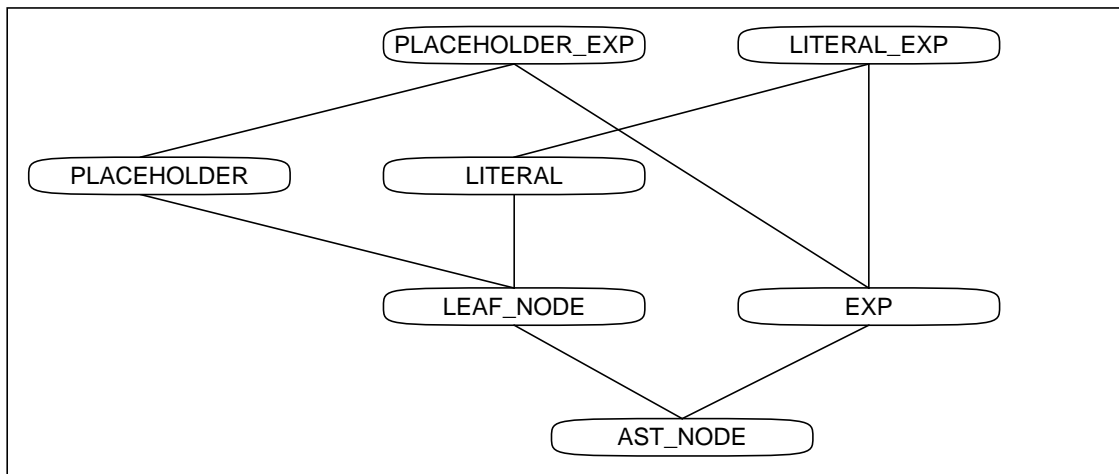 PLACEHOLDER_EXP
LITERAL_EXP
PLACEHOLDER
LITERAL
LEAF_NODE
EXP
AST_NODE